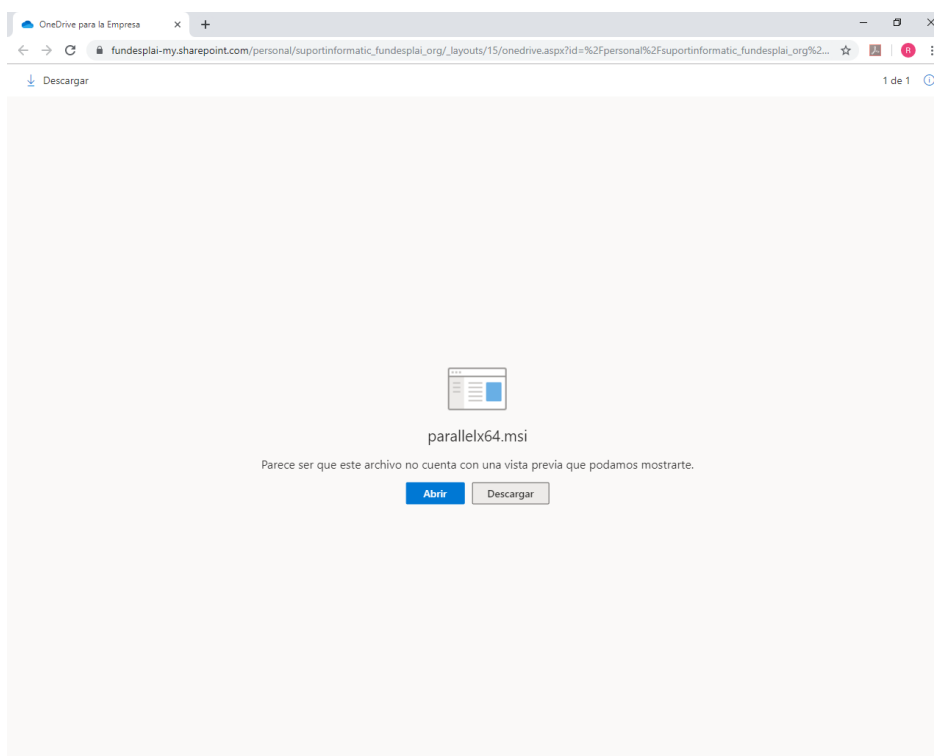 OneDrive para la Empresa
fundesplai-my.sharepoint.com/personal/suportinformatic_fundesplai_org/_layouts/15/onedrive.aspx?id=%2Fpersonal%2Fsuportinformatic_fundesplai_org%2...
R
Descargar
1 de 1
parallelx64.msi
Parece ser que este archivo no cuenta con una vista previa que podamos mostrarte.
Abrir
Descargar